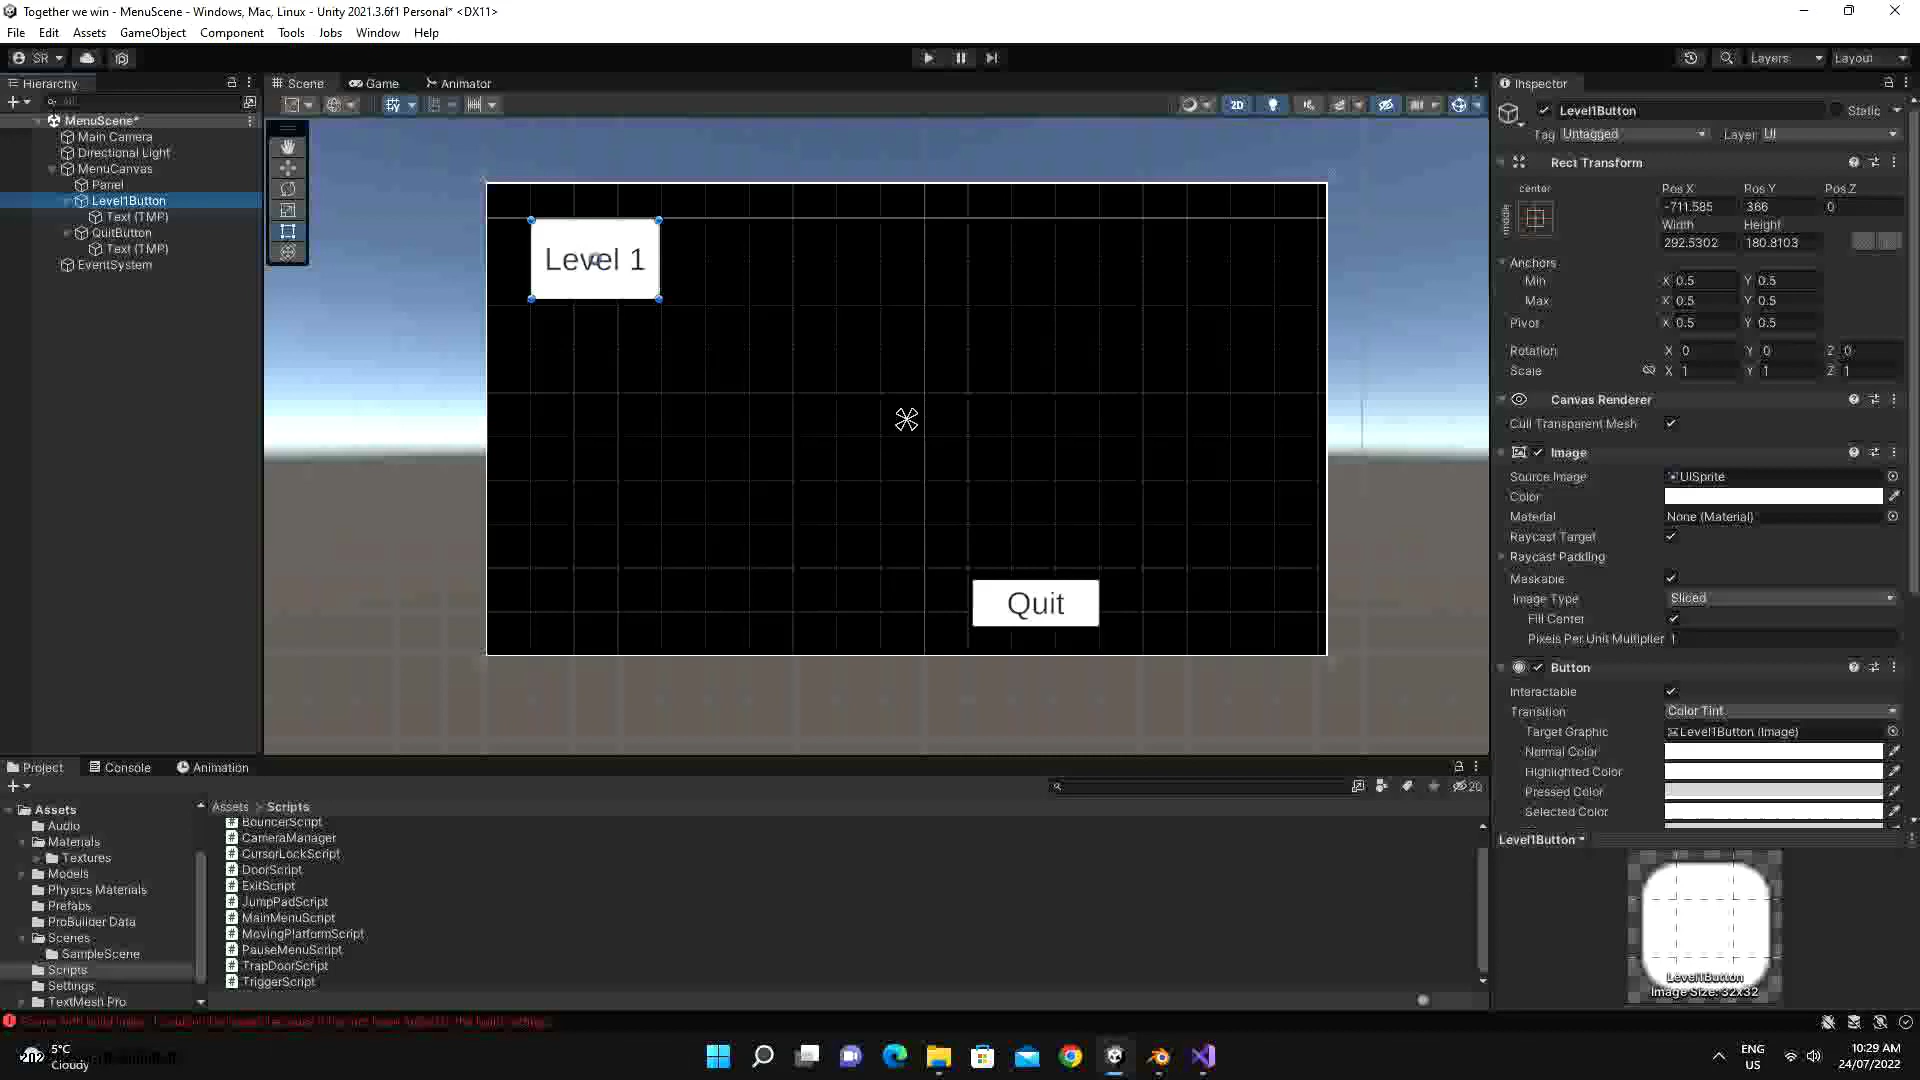 Together we win - MenuScene - Windows, Mac, Linux - Unity 2021.3.6f1 Personal* <DX11>
File Edit Assets GameObject Component Tools Jobs Window Help
SR Layers Layout
Hierarchy Scene Game Animator Inspector
All 2D
MenuScene*
Main Camera
Directional Light
MenuCanvas
Panel
Level1Button
Text (TMP)
QuitButton
Text (TMP)
EventSystem
Level 1
Quit
Level1Button Static
Tag Untagged Layer UI
Rect Transform
center
middle
Pos X Pos Y Pos Z
-711.585 366 0
Width Height
292.5302 180.8103
Anchors
Min X 0.5 Y 0.5
Max X 0.5 Y 0.5
Pivot X 0.5 Y 0.5
Rotation X 0 Y 0 Z 0
Scale X 1 Y 1 Z 1
Canvas Renderer
Cull Transparent Mesh
Image
Source Image UISprite
Color
Material None (Material)
Raycast Target
Raycast Padding
Maskable
Image Type Sliced
Fill Center
Pixels Per Unit Multiplier 1
Button
Interactable
Transition Color Tint
Target Graphic Level1Button (Image)
Normal Color
Highlighted Color
Pressed Color
Selected Color
Level1Button
Level1Button
Image Size: 32x32
Project Console Animation
20
Assets
Audio
Materials
Textures
Models
Physics Materials
Prefabs
ProBuilder Data
Scenes
SampleScene
Scripts
Settings
TextMesh Pro
Assets > Scripts
BouncerScript
CameraManager
CursorLockScript
DoorScript
ExitScript
JumpPadScript
MainMenuScript
MovingPlatformScript
PauseMenuScript
TrapDoorScript
TriggerScript
5°C
Cloudy
ENG
US
10:29 AM
24/07/2022